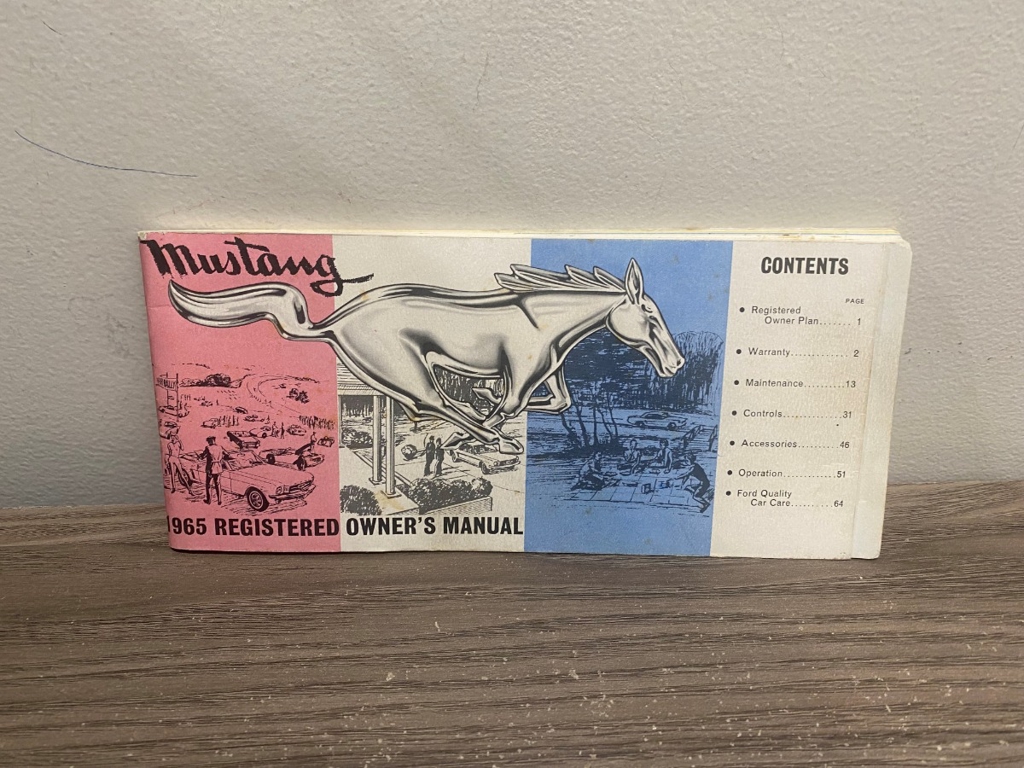 Mustang
1965 REGISTERED OWNER'S MANUAL
CONTENTS
PAGE
• Registered
Owner Plan....... 1
• Warranty............ 2
• Maintenance..........13
• Controls..............31
• Accessories..........46
• Operation............51
• Ford Quality
Car Care..........64